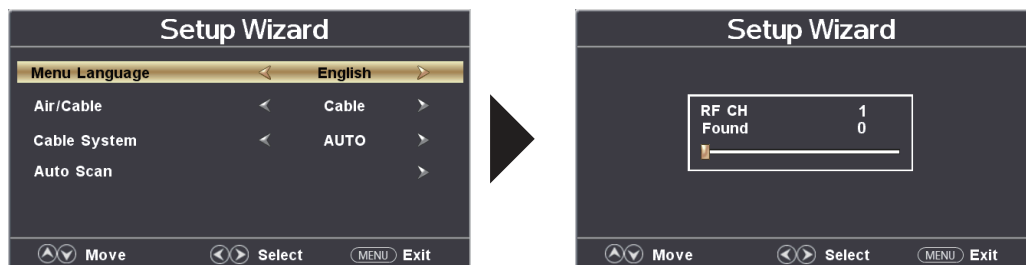 Setup Wizard
Menu Language English
Air/Cable Cable
Cable System AUTO
Auto Scan
Move Select MENU Exit
Setup Wizard
RF CH 1
Found 0
Move Select MENU Exit